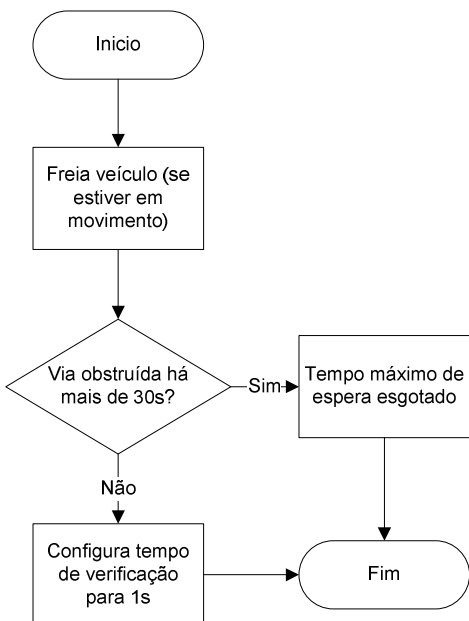 Inicio
Freia veículo (se
estiver em
movimento)
Via obstruída há
mais de 30s?
Sim
Tempo máximo de
espera esgotado
Não
Configura tempo
de verificação
para 1s
Fim